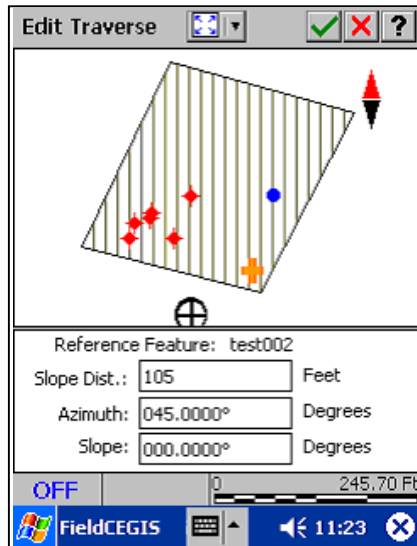 Edit Traverse ?
Reference Feature: test002
Slope Dist.: 105 Feet
Azimuth: 045.0000° Degrees
Slope: 000.0000° Degrees
OFF 0 245.70 Ft
FieldCEGIS 11:23